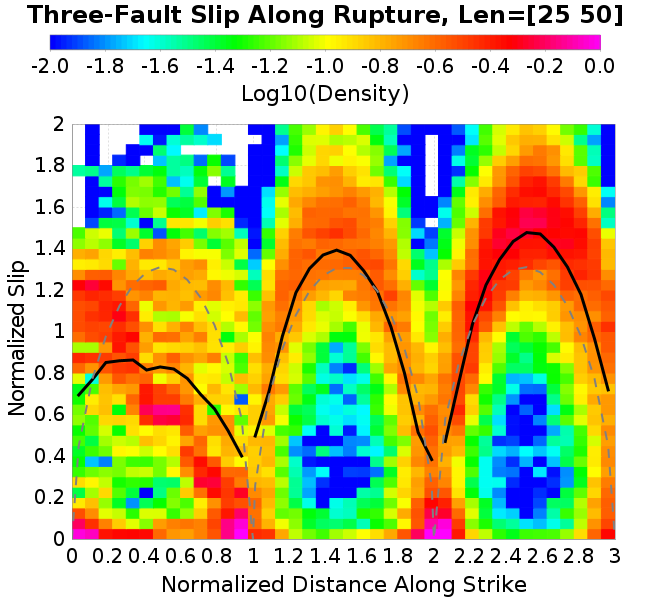 Three-Fault Slip Along Rupture, Len=[25 50]
-2.0 -1.8 -1.6 -1.4 -1.2 -1.0 -0.8 -0.6 -0.4 -0.2 0.0
Log10(Density)
2
1.8
1.6
1.4
1.2
1
0.8
0.6
0.4
0.2
0
Normalized Slip
0 0.2 0.4 0.6 0.8 1 1.2 1.4 1.6 1.8 2 2.2 2.4 2.6 2.8 3
Normalized Distance Along Strike